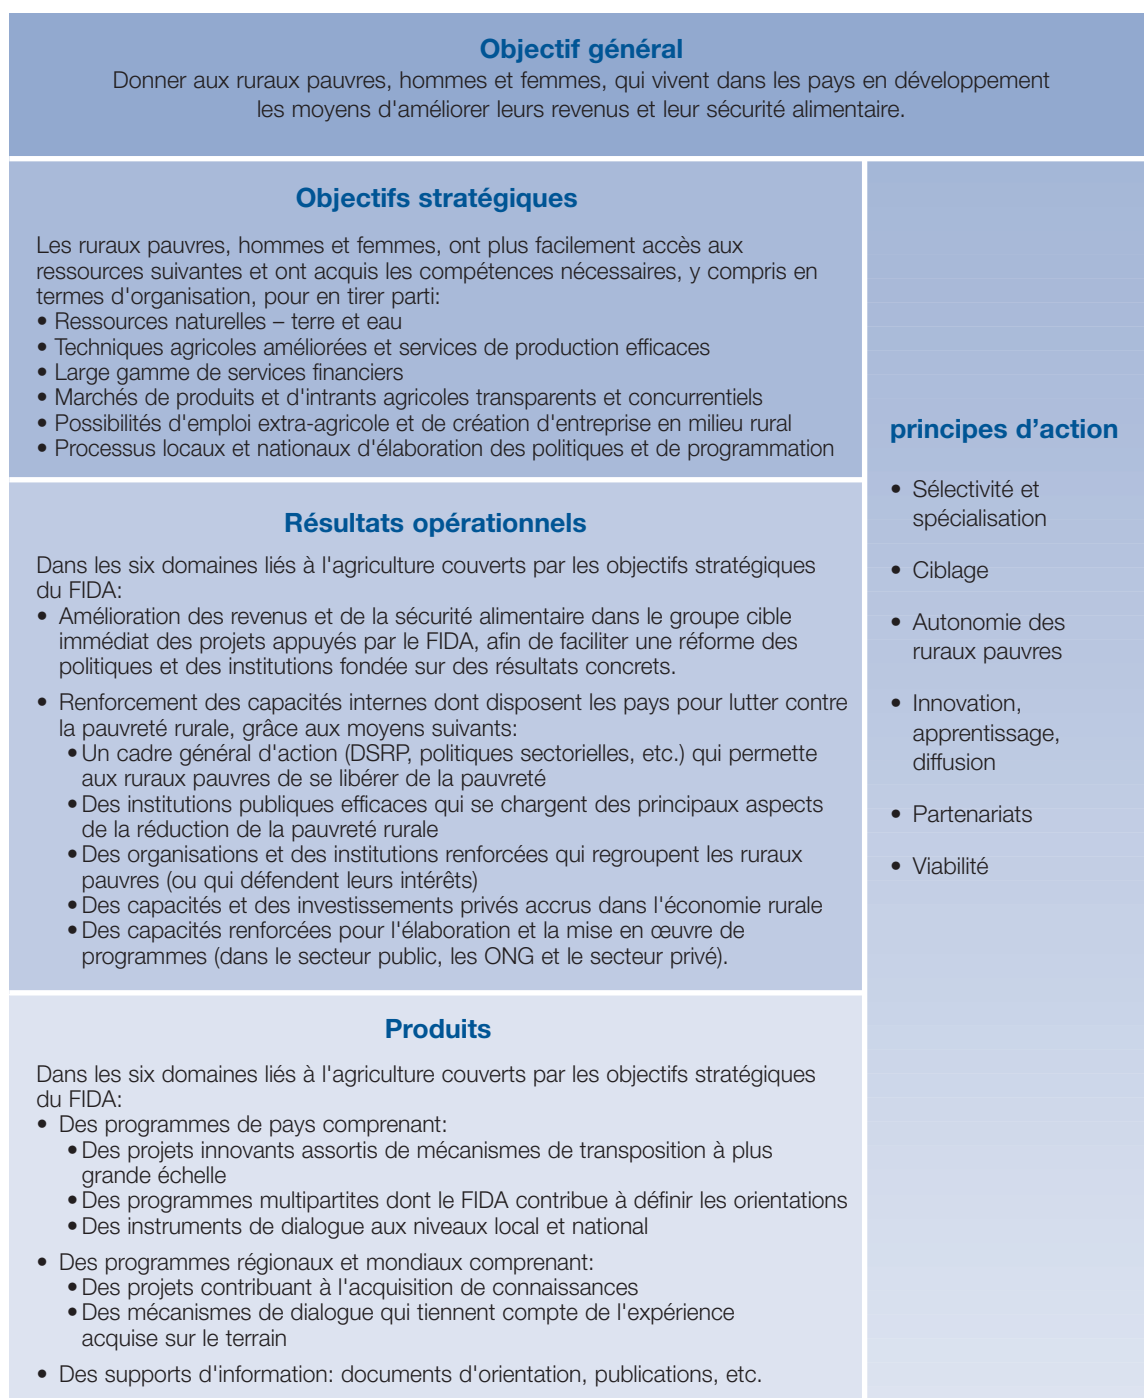 Objectif général
Donner aux ruraux pauvres, hommes et femmes, qui vivent dans les pays en développement
les moyens d'améliorer leurs revenus et leur sécurité alimentaire.
Objectifs stratégiques
Les ruraux pauvres, hommes et femmes, ont plus facilement accès aux
ressources suivantes et ont acquis les compétences nécessaires, y compris en
termes d'organisation, pour en tirer parti:
• Ressources naturelles – terre et eau
• Techniques agricoles améliorées et services de production efficaces
• Large gamme de services financiers
• Marchés de produits et d'intrants agricoles transparents et concurrentiels
• Possibilités d'emploi extra-agricole et de création d'entreprise en milieu rural
• Processus locaux et nationaux d'élaboration des politiques et de programmation
Résultats opérationnels
Dans les six domaines liés à l'agriculture couverts par les objectifs stratégiques
du FIDA:
• Amélioration des revenus et de la sécurité alimentaire dans le groupe cible
immédiat des projets appuyés par le FIDA, afin de faciliter une réforme des
politiques et des institutions fondée sur des résultats concrets.
• Renforcement des capacités internes dont disposent les pays pour lutter contre
la pauvreté rurale, grâce aux moyens suivants:
• Un cadre général d'action (DSRP, politiques sectorielles, etc.) qui permette
aux ruraux pauvres de se libérer de la pauvreté
• Des institutions publiques efficaces qui se chargent des principaux aspects
de la réduction de la pauvreté rurale
• Des organisations et des institutions renforcées qui regroupent les ruraux
pauvres (ou qui défendent leurs intérêts)
• Des capacités et des investissements privés accrus dans l'économie rurale
• Des capacités renforcées pour l'élaboration et la mise en œuvre de
programmes (dans le secteur public, les ONG et le secteur privé).
Produits
Dans les six domaines liés à l'agriculture couverts par les objectifs stratégiques
du FIDA:
• Des programmes de pays comprenant:
• Des projets innovants assortis de mécanismes de transposition à plus
grande échelle
• Des programmes multipartites dont le FIDA contribue à définir les orientations
• Des instruments de dialogue aux niveaux local et national
• Des programmes régionaux et mondiaux comprenant:
• Des projets contribuant à l'acquisition de connaissances
• Des mécanismes de dialogue qui tiennent compte de l'expérience
acquise sur le terrain
• Des supports d'information: documents d'orientation, publications, etc.
principes d’action
• Sélectivité et
spécialisation
• Ciblage
• Autonomie des
ruraux pauvres
• Innovation,
apprentissage,
diffusion
• Partenariats
• Viabilité